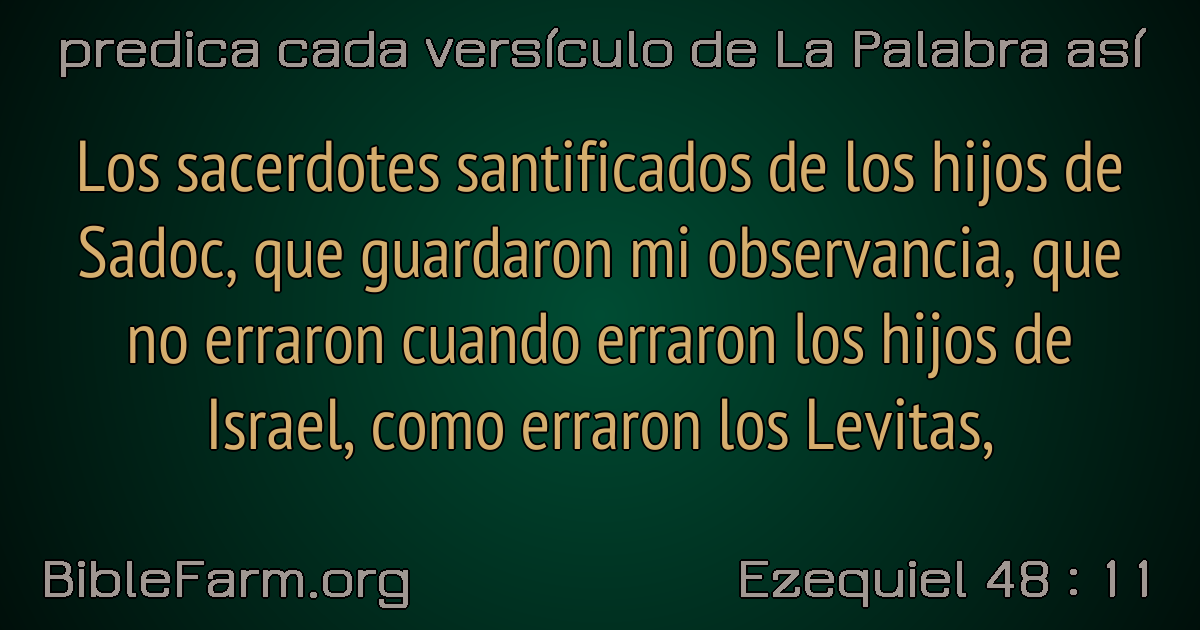 predica cada versículo de La Palabra así
Los sacerdotes santificados de los hijos de
Sadoc, que guardaron mi observancia, que
no erraron cuando erraron los hijos de
Israel, como erraron los Levitas,
BibleFarm.org
Ezequiel 48 : 11